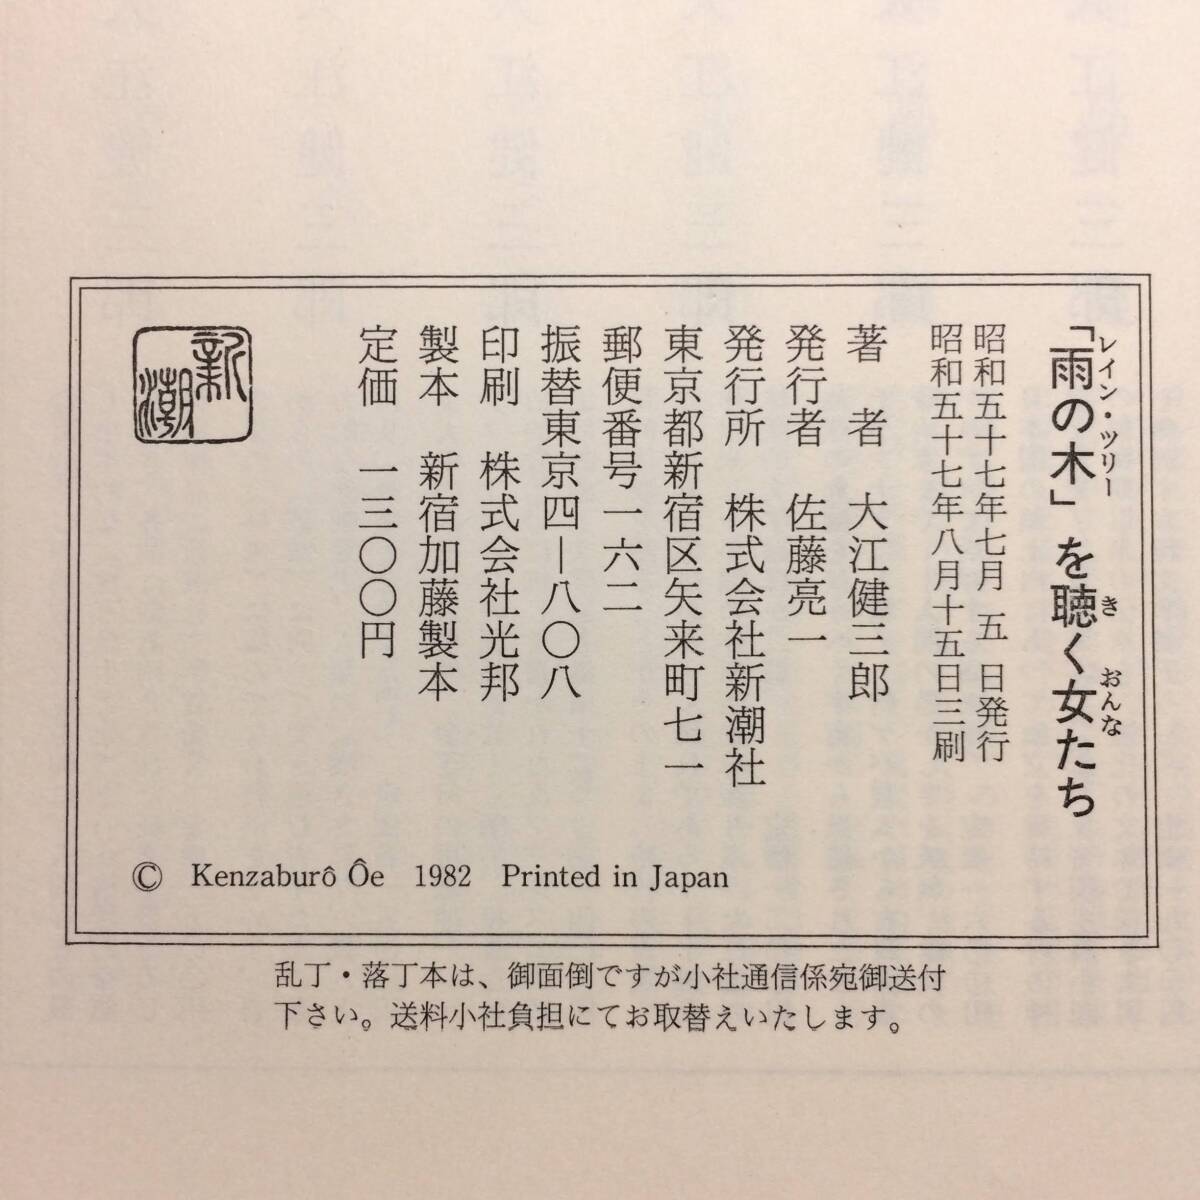 「雨の木」を聴く女たち
レイン・ツリー
き
おんな
昭和五十七年七月 五 日発行
昭和五十七年八月十五日三刷
著 者 大江健三郎
発行者 佐藤亮一
発行所 株式会社新潮社
東京都新宿区矢来町七一
郵便番号一六二
振替東京四―八〇八
印刷 株式会社光邦
製本 新宿加藤製本
定価 一三〇〇円
新潮
© Kenzaburô Ôe 1982 Printed in Japan
乱丁・落丁本は、御面倒ですが小社通信係宛御送付
下さい。送料小社負担にてお取替えいたします。